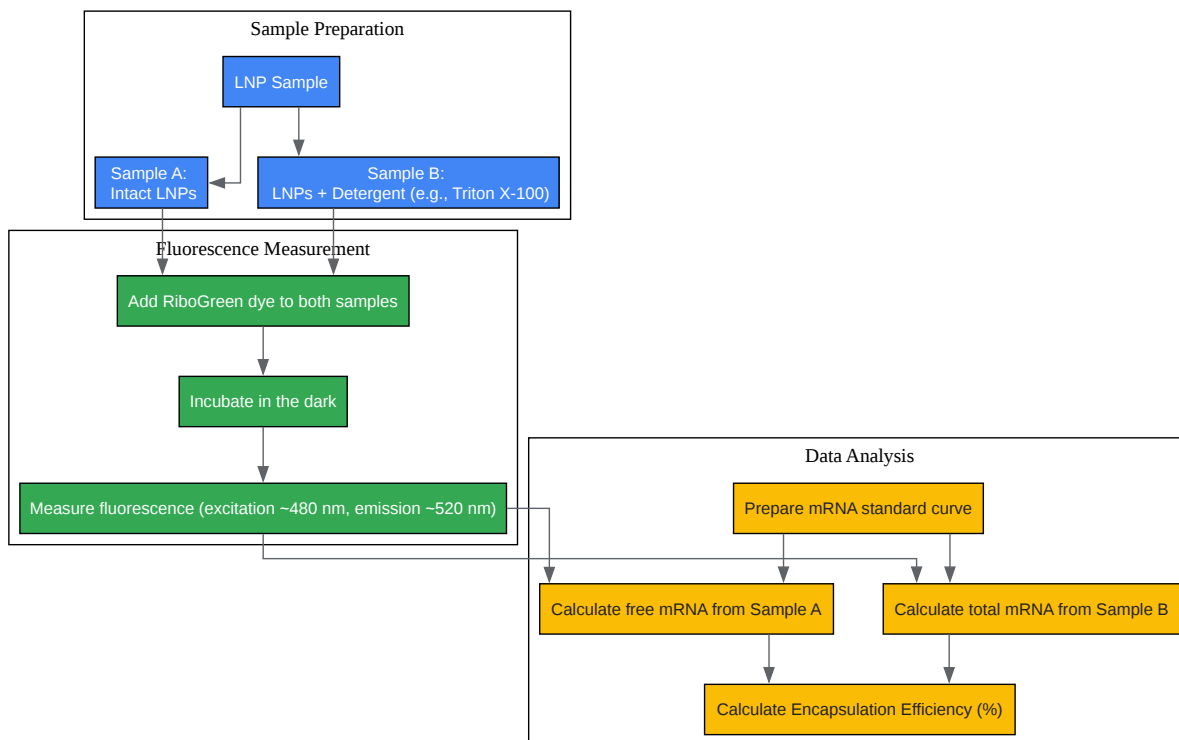 Sample Preparation
LNP Sample
Sample A:
Intact LNPs
Sample B:
LNPs + Detergent (e.g., Triton X-100)
Fluorescence Measurement
Add RiboGreen dye to both samples
Incubate in the dark
Measure fluorescence (excitation ~480 nm, emission ~520 nm)
Data Analysis
Prepare mRNA standard curve
Calculate free mRNA from Sample A
Calculate total mRNA from Sample B
Calculate Encapsulation Efficiency (%)